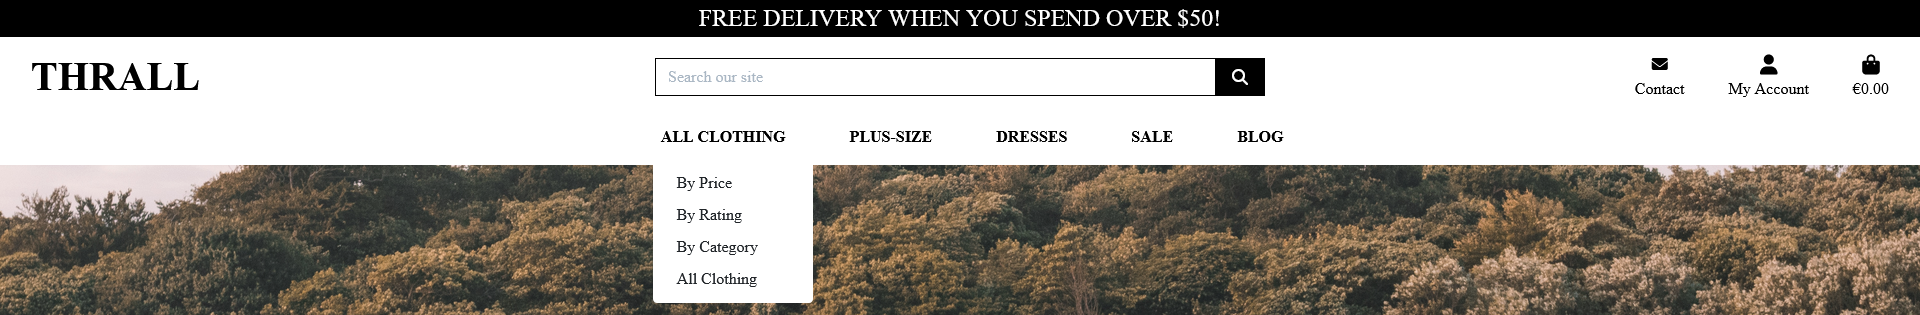 FREE DELIVERY WHEN YOU SPEND OVER $50!
THRALL
Search our site
Contact
My Account
€0.00
ALL CLOTHING
PLUS-SIZE
DRESSES
SALE
BLOG
By Price
By Rating
By Category
All Clothing